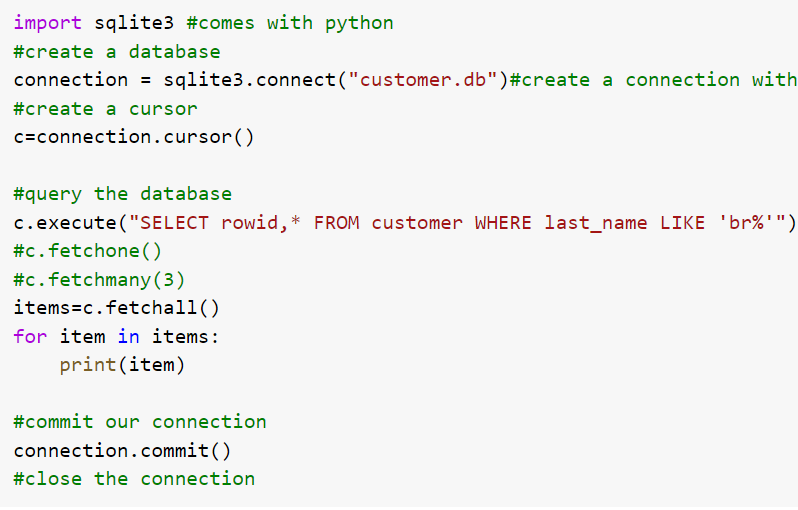 import sqlite3 #comes with python
#create a database
connection = sqlite3.connect("customer.db")#create a connection with
#create a cursor
c=connection.cursor()
#query the database
c.execute("SELECT rowid,* FROM customer WHERE last_name LIKE 'br%'")
#c.fetchone()
#c.fetchmany(3)
items=c.fetchall()
for item in items:
    print(item)
#commit our connection
connection.commit()
#close the connection